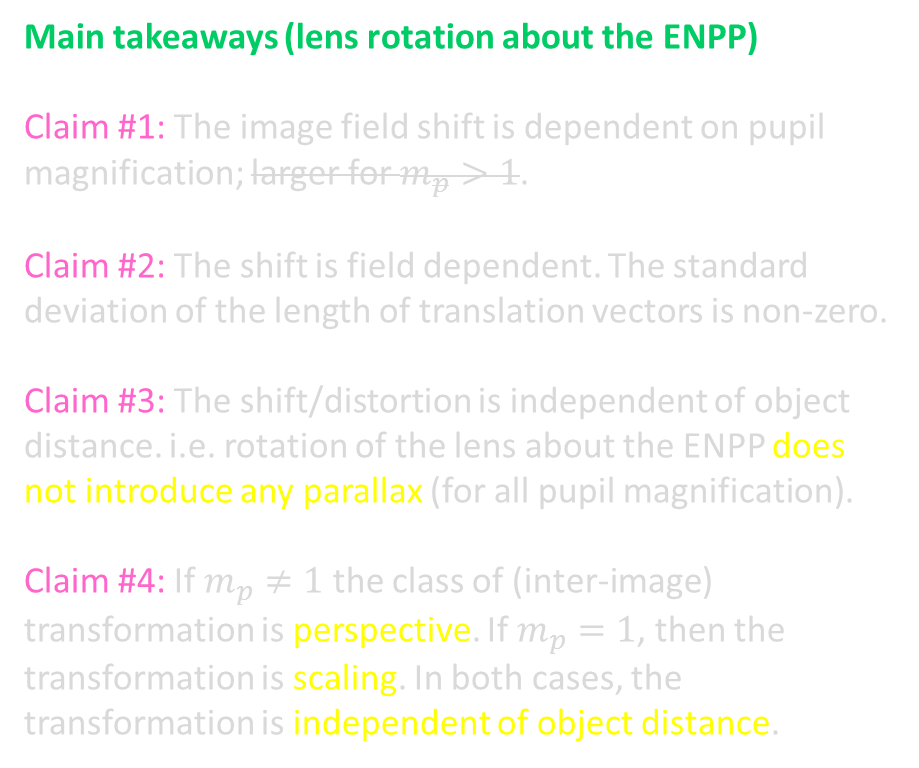 Main takeaways (lens rotation about the ENPP)
Claim #1: The image field shift is dependent on pupil
magnification; larger for mₚ > 1.
Claim #2: The shift is field dependent. The standard
deviation of the length of translation vectors is non-zero.
Claim #3: The shift/distortion is independent of object
distance. i.e. rotation of the lens about the ENPP does
not introduce any parallax (for all pupil magnification).
Claim #4: If mₚ ≠ 1 the class of (inter-image)
transformation is perspective. If mₚ = 1, then the
transformation is scaling. In both cases, the
transformation is independent of object distance.